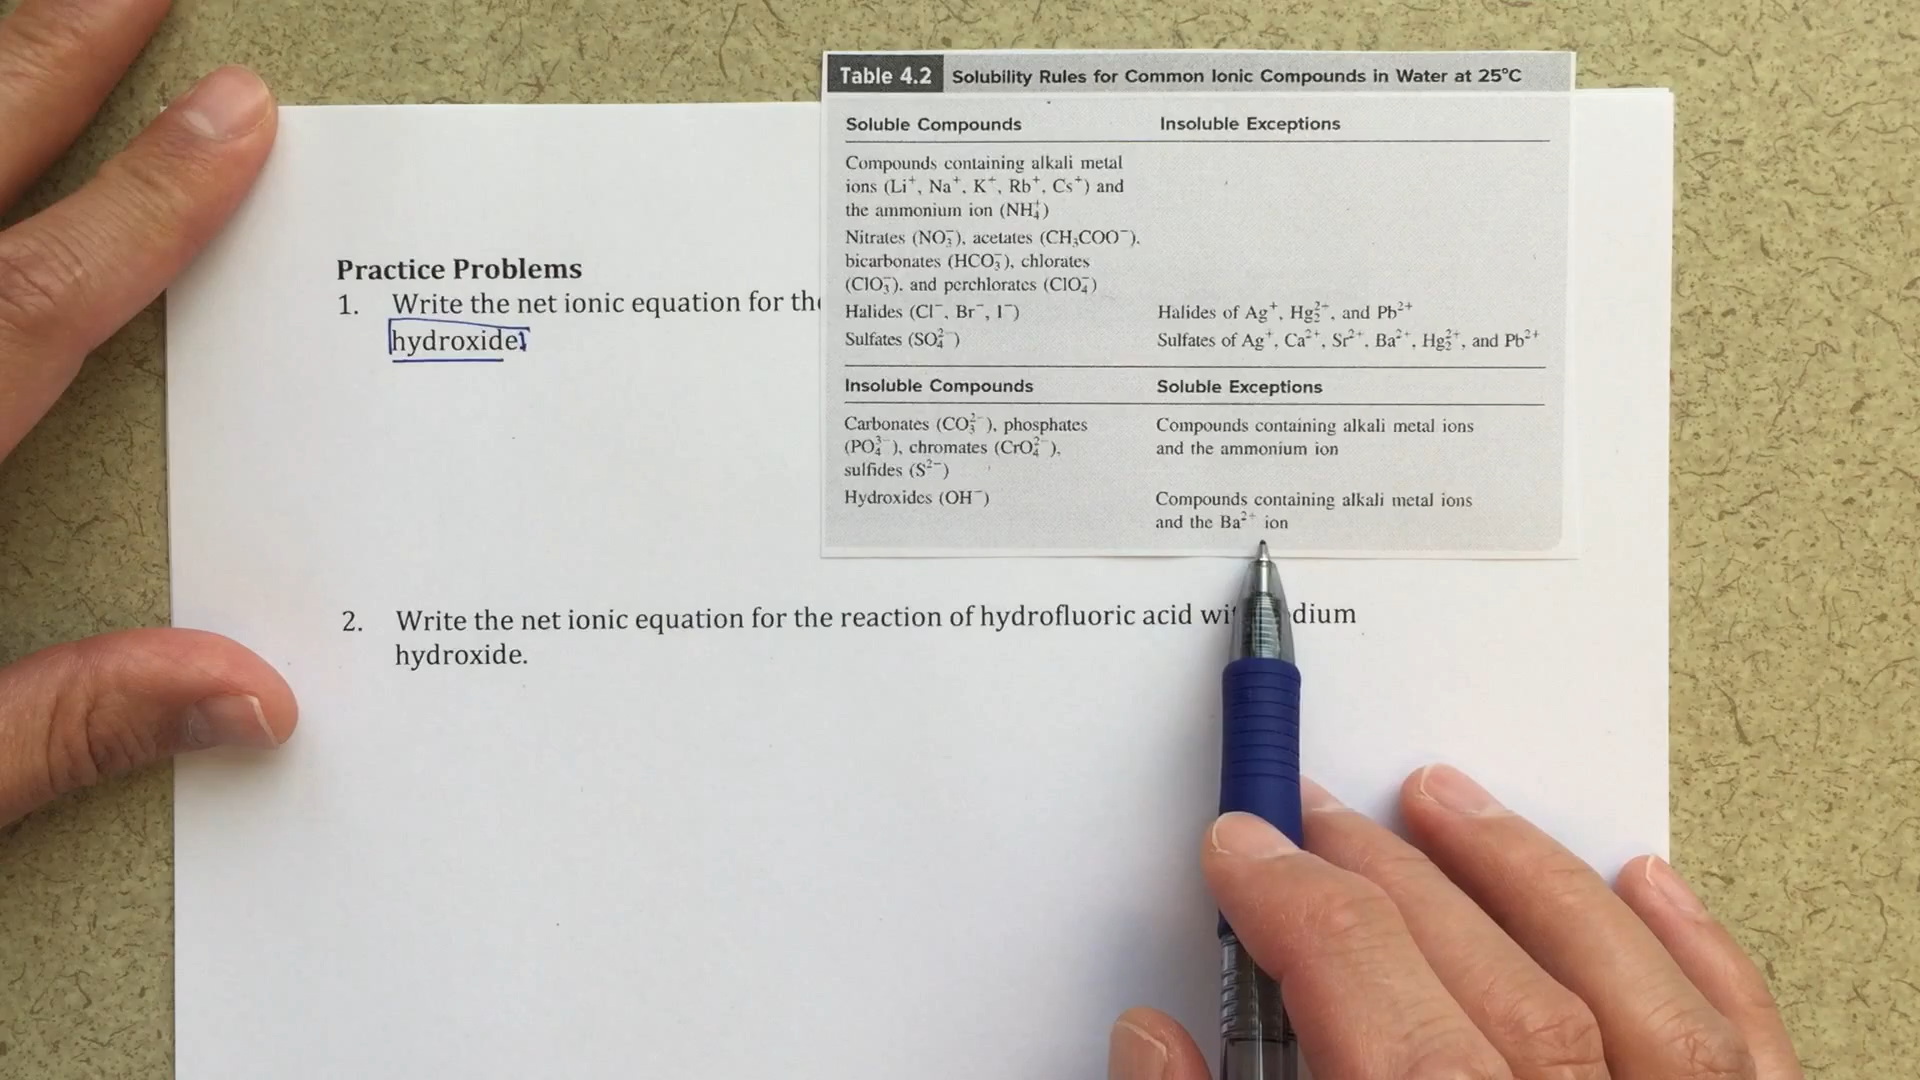 Table 4.2 Solubility Rules for Common Ionic Compounds in Water at 25°C
Soluble Compounds Insoluble Exceptions
Compounds containing alkali metal
ions (Li⁺, Na⁺, K⁺, Rb⁺, Cs⁺) and
the ammonium ion (NH₄⁺)
Nitrates (NO₃⁻), acetates (CH₃COO⁻),
bicarbonates (HCO₃⁻), chlorates
(ClO₃⁻), and perchlorates (ClO₄⁻)
Halides (Cl⁻, Br⁻, I⁻) Halides of Ag⁺, Hg₂²⁺, and Pb²⁺
Sulfates (SO₄²⁻) Sulfates of Ag⁺, Ca²⁺, Sr²⁺, Ba²⁺, Hg₂²⁺, and Pb²⁺
Insoluble Compounds Soluble Exceptions
Carbonates (CO₃²⁻), phosphates Compounds containing alkali metal ions
(PO₄³⁻), chromates (CrO₄²⁻), and the ammonium ion
sulfides (S²⁻)
Hydroxides (OH⁻) Compounds containing alkali metal ions
and the Ba²⁺ ion
Practice Problems
1. Write the net ionic equation for
hydroxide
2. Write the net ionic equation for the reaction of hydrofluoric acid
hydroxide.